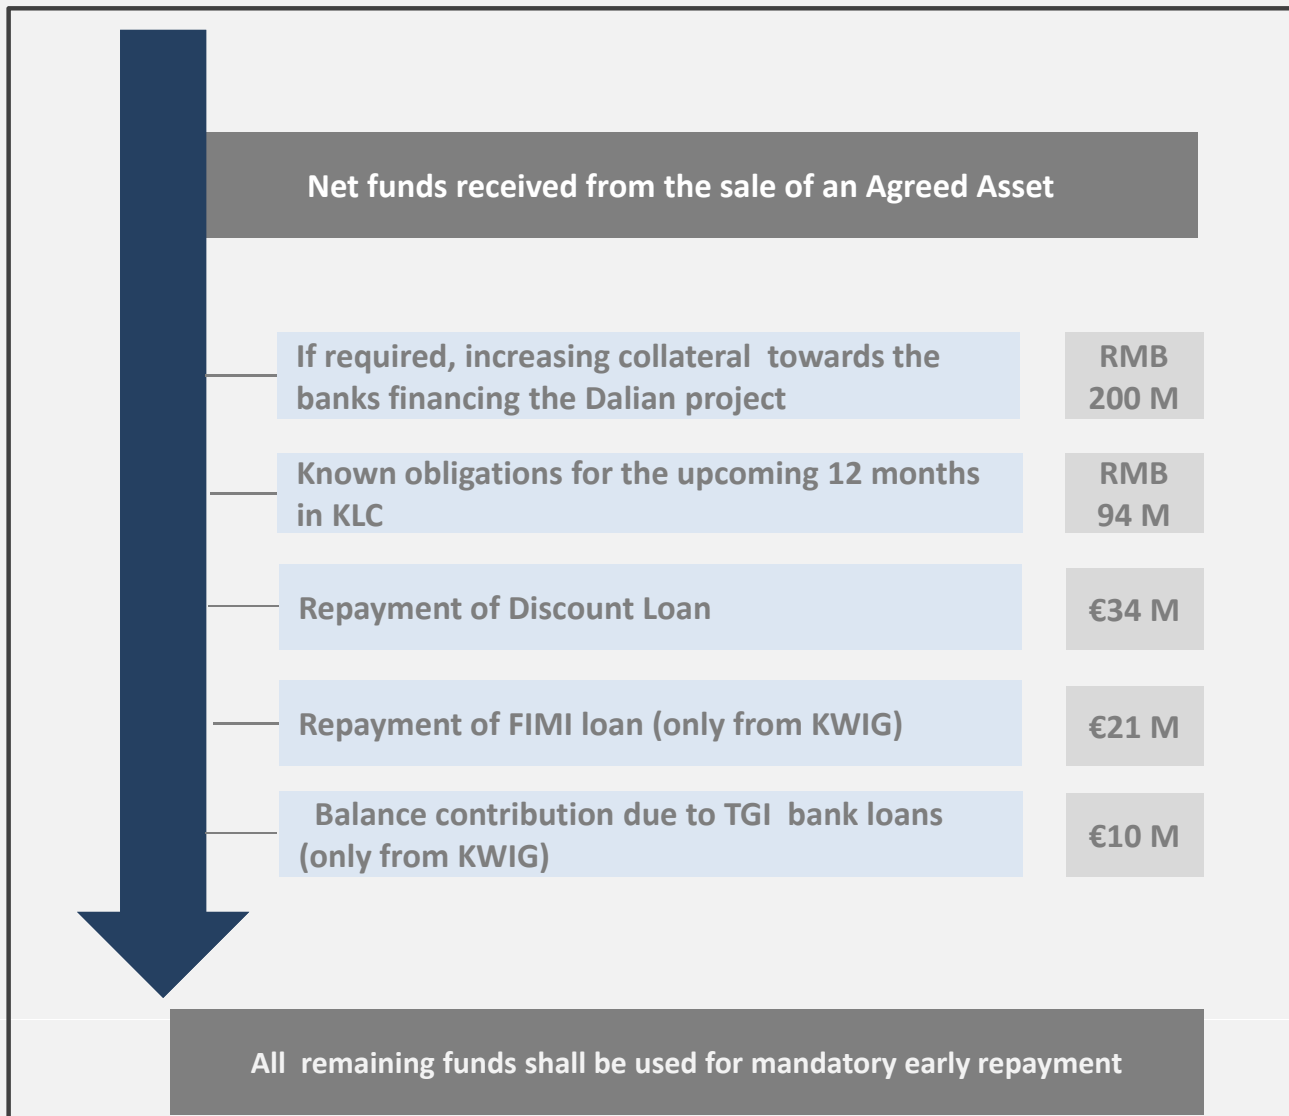 Net funds received from the sale of an Agreed Asset
If required, increasing collateral towards the
banks financing the Dalian project
RMB
200 M
Known obligations for the upcoming 12 months
in KLC
RMB
94 M
Repayment of Discount Loan
€34 M
Repayment of FIMI loan (only from KWIG)
€21 M
Balance contribution due to TGI bank loans
(only from KWIG)
€10 M
All remaining funds shall be used for mandatory early repayment